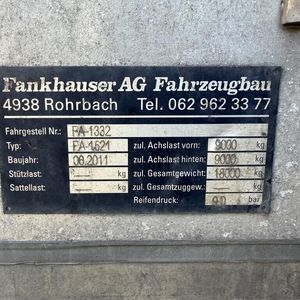 Fankhauser AG Fahrzeugbau
4938 Rohrbach Tel. 062 962 33 77
Fahrgestell Nr.: FA-1332
Typ: FA-1521 zul. Achslast vorn: 9000 kg
Baujahr: 06.2011 zul. Achslast hinten: 9000 kg
Stützlast: kg zul. Gesamtgewicht: 18000 kg
Sattellast: kg zul. Gesamtzuggew.: kg
Reifendruck: bar